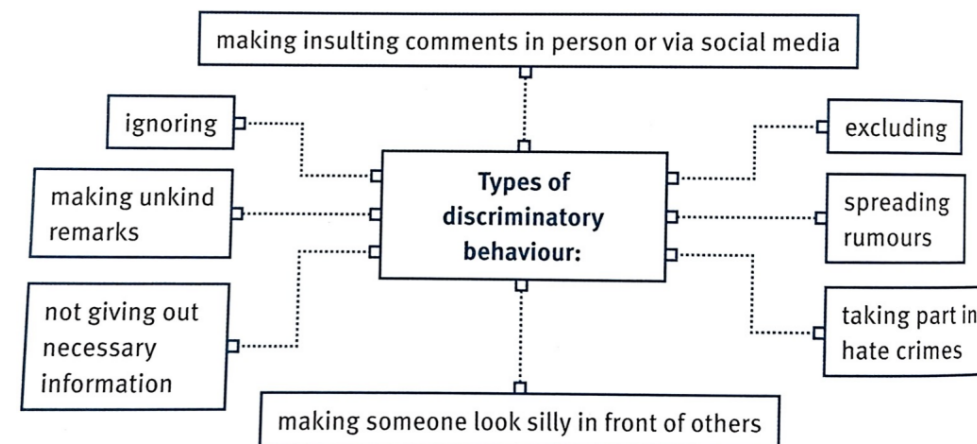 making insulting comments in person or via social media
ignoring
excluding
making unkind
remarks
Types of
discriminatory
behaviour:
spreading
rumours
not giving out
necessary
information
taking part in
hate crimes
making someone look silly in front of others